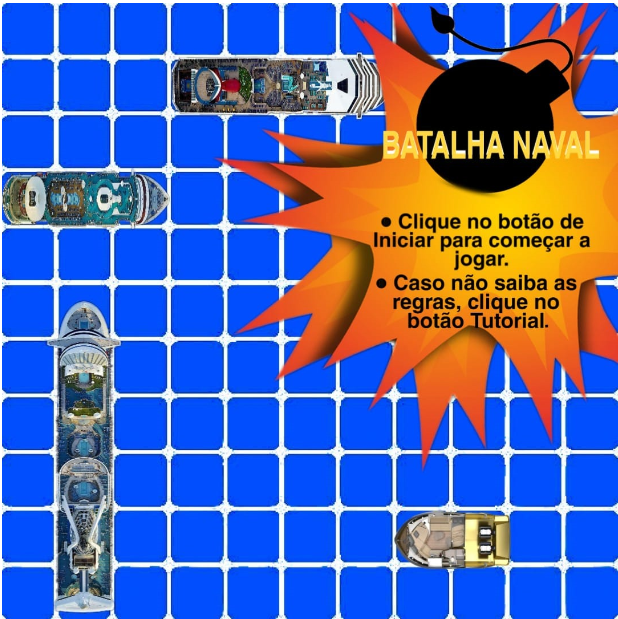 BATALHA NAVAL
● Clique no botão de
Iniciar para começar a
jogar.
● Caso não saiba as
regras, clique no
botão Tutorial.